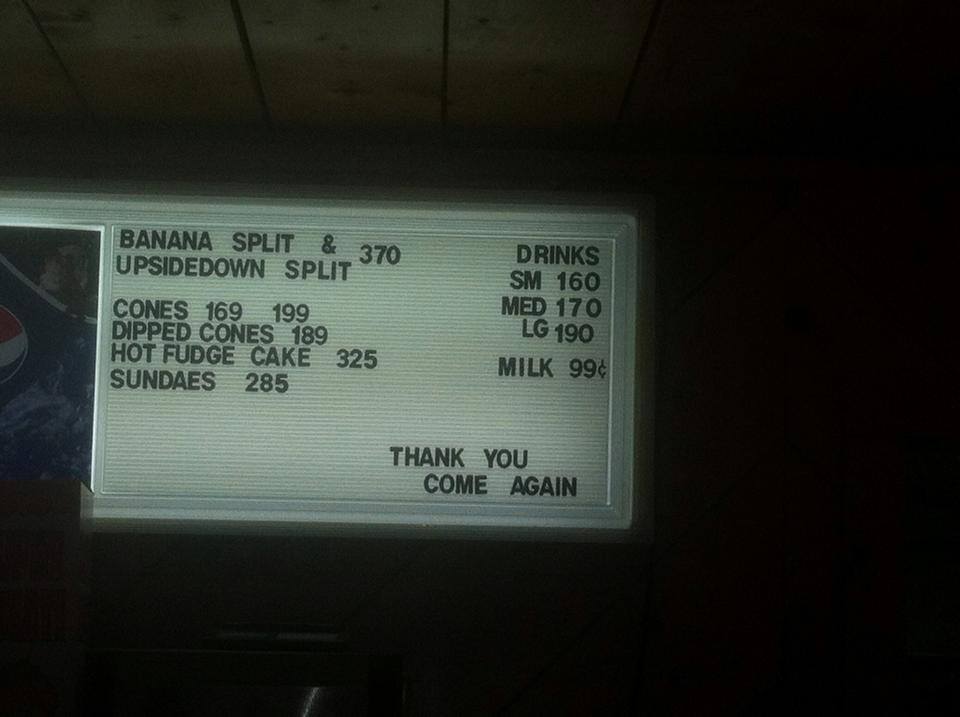 BANANA SPLIT & 370
UPSIDEDOWN SPLIT
CONES 169 199
DIPPED CONES 189
HOT FUDGE CAKE 325
SUNDAES 285
DRINKS
SM 160
MED 170
LG 190
MILK 99¢
THANK YOU
COME AGAIN